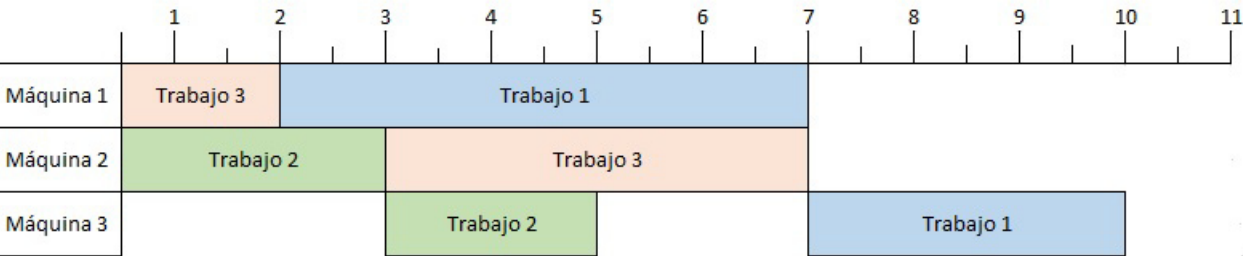 1 2 3 4 5 6 7 8 9 10 11
Máquina 1 Trabajo 3 Trabajo 1
Máquina 2 Trabajo 2 Trabajo 3
Máquina 3 Trabajo 2 Trabajo 1